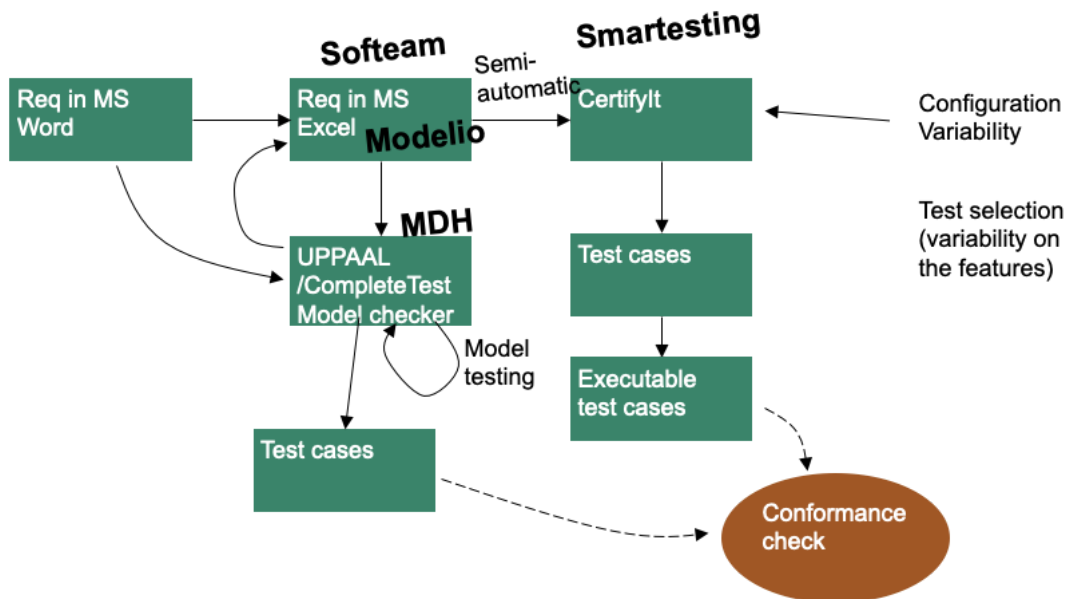 Softeam
Smartesting
Semi-
automatic
Req in MS
Word
Req in MS
Excel
Modelio
CertifyIt
Configuration
Variability
MDH
UPPAAL
/CompleteTest
Model checker
Test cases
Test selection
(variability on
the features)
Model
testing
Executable
test cases
Test cases
Conformance
check